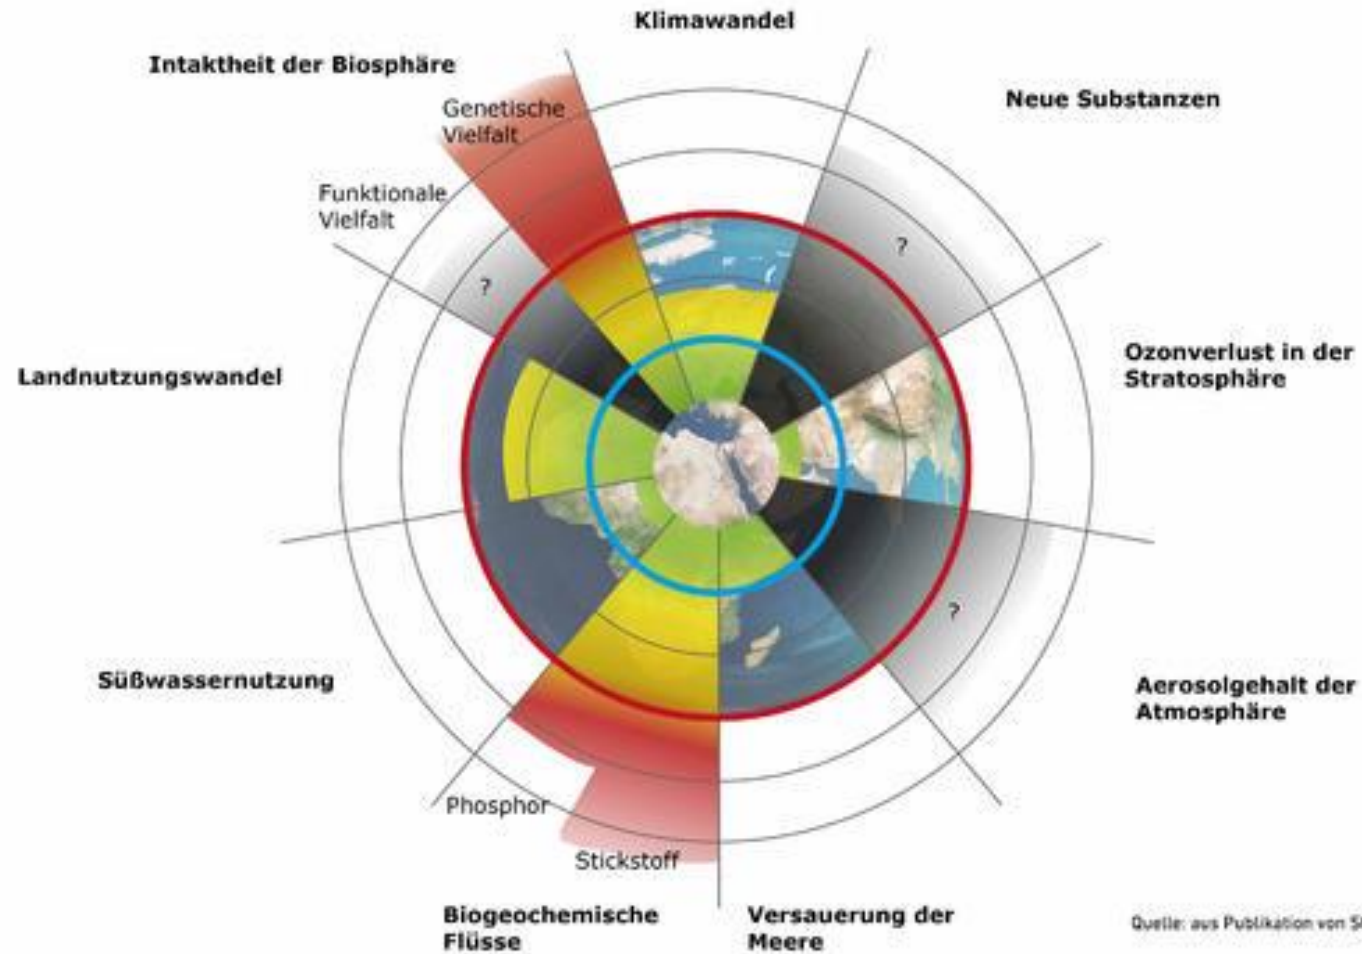 Klimawandel
Intaktheit der Biosphäre
Genetische
Vielfalt
Neue Substanzen
Funktionale
Vielfalt
?
?
Ozonverlust in der
Stratosphäre
Landnutzungswandel
?
Süßwassernutzung
Aerosolgehalt der
Atmosphäre
Phosphor
Stickstoff
Biogeochemische
Flüsse
Versauerung der
Meere
Quelle: aus Publikation von